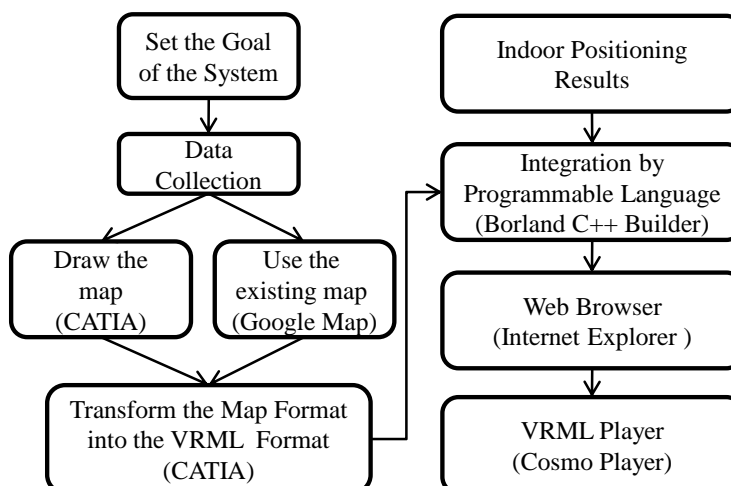 Set the Goal
of the System
Data
Collection
Draw the
map
(CATIA)
Use the
existing map
(Google Map)
Transform the Map Format
into the VRML Format
(CATIA)
Indoor Positioning
Results
Integration by
Programmable Language
(Borland C++ Builder)
Web Browser
(Internet Explorer )
VRML Player
(Cosmo Player)